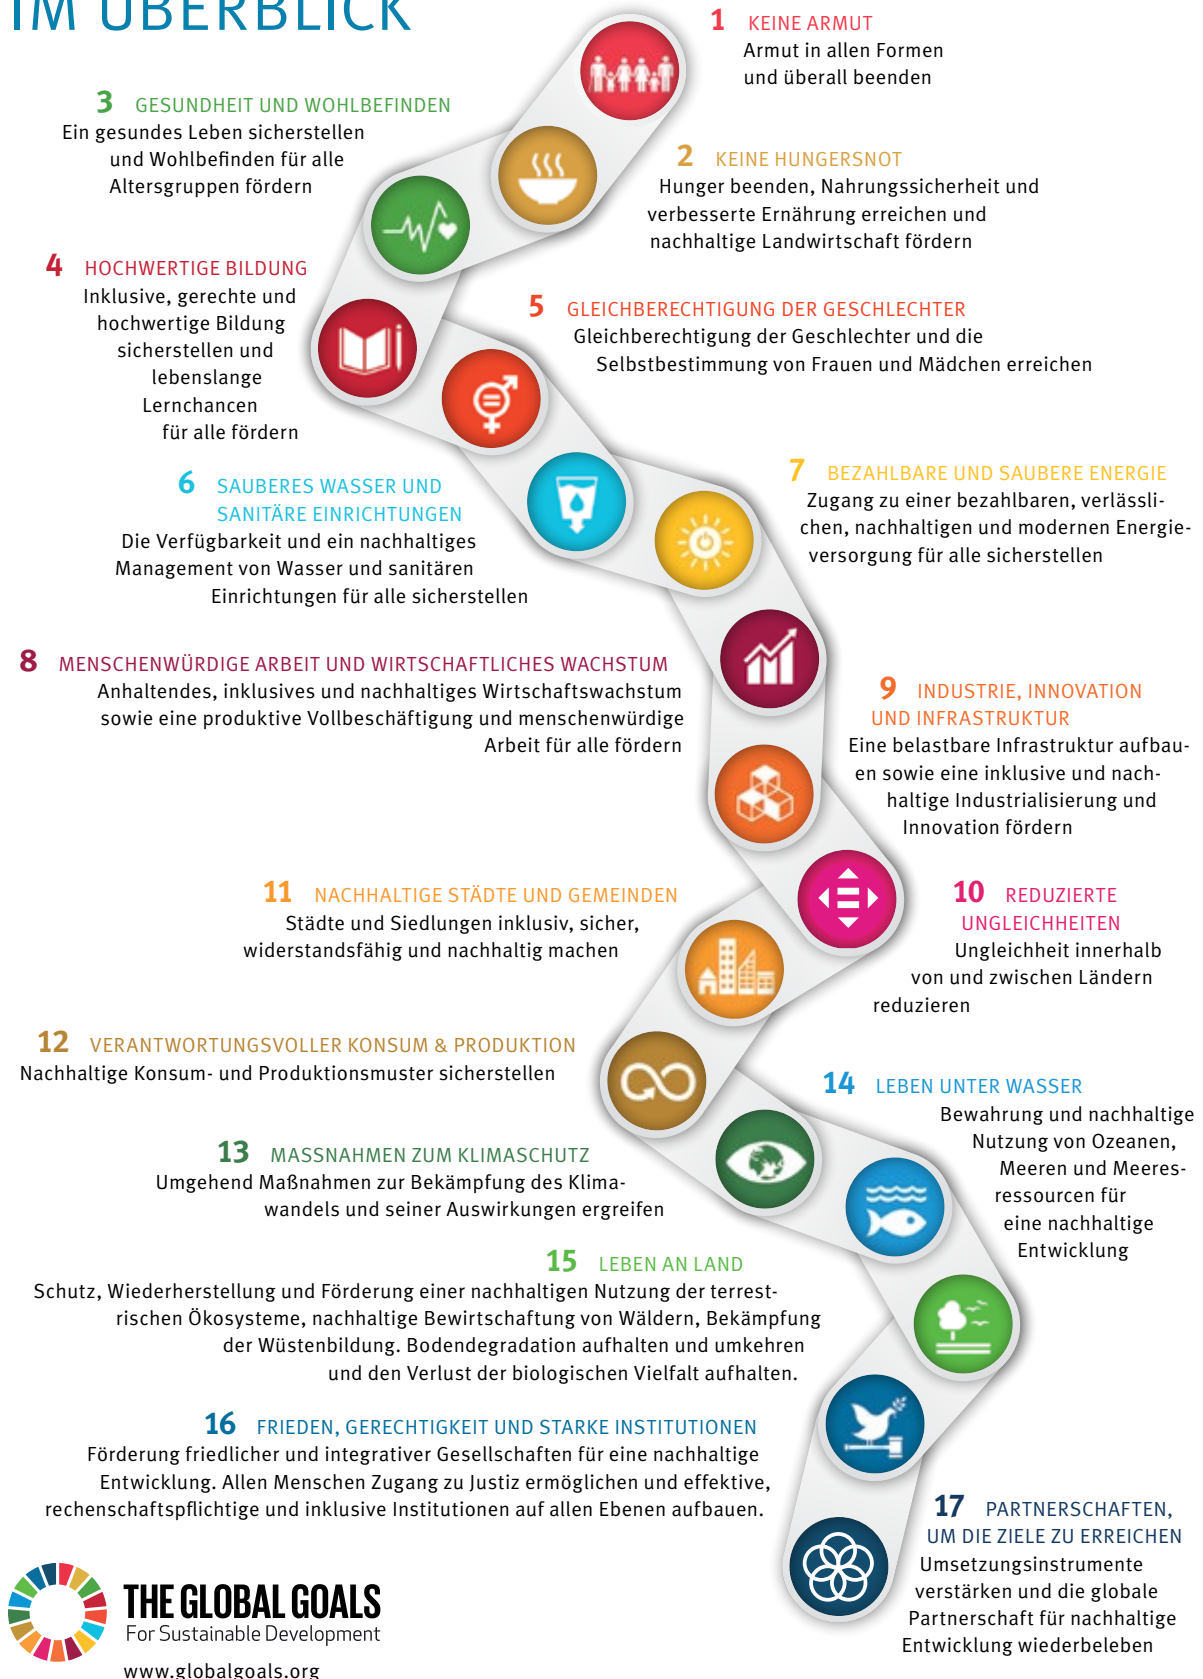 IM ÜBERBLICK
1 KEINE ARMUT
Armut in allen Formen
und überall beenden
2 KEINE HUNGERSNOT
Hunger beenden, Nahrungssicherheit und
verbesserte Ernährung erreichen und
nachhaltige Landwirtschaft fördern
3 GESUNDHEIT UND WOHLBEFINDEN
Ein gesundes Leben sicherstellen
und Wohlbefinden für alle
Altersgruppen fördern
4 HOCHWERTIGE BILDUNG
Inklusive, gerechte und
hochwertige Bildung
sicherstellen und
lebenslange
Lernchancen
für alle fördern
5 GLEICHBERECHTIGUNG DER GESCHLECHTER
Gleichberechtigung der Geschlechter und die
Selbstbestimmung von Frauen und Mädchen erreichen
6 SAUBERES WASSER UND
SANITÄRE EINRICHTUNGEN
Die Verfügbarkeit und ein nachhaltiges
Management von Wasser und sanitären
Einrichtungen für alle sicherstellen
7 BEZAHLBARE UND SAUBERE ENERGIE
Zugang zu einer bezahlbaren, verlässli-
chen, nachhaltigen und modernen Energie-
versorgung für alle sicherstellen
8 MENSCHENWÜRDIGE ARBEIT UND WIRTSCHAFTLICHES WACHSTUM
Anhaltendes, inklusives und nachhaltiges Wirtschaftswachstum
sowie eine produktive Vollbeschäftigung und menschenwürdige
Arbeit für alle fördern
9 INDUSTRIE, INNOVATION
UND INFRASTRUKTUR
Eine belastbare Infrastruktur aufbau-
en sowie eine inklusive und nach-
haltige Industrialisierung und
Innovation fördern
10 REDUZIERTE
UNGLEICHHEITEN
Ungleichheit innerhalb
von und zwischen Ländern
reduzieren
11 NACHHALTIGE STÄDTE UND GEMEINDEN
Städte und Siedlungen inklusiv, sicher,
widerstandsfähig und nachhaltig machen
12 VERANTWORTUNGSVOLLER KONSUM & PRODUKTION
Nachhaltige Konsum- und Produktionsmuster sicherstellen
13 MASSNAHMEN ZUM KLIMASCHUTZ
Umgehend Maßnahmen zur Bekämpfung des Klima-
wandels und seiner Auswirkungen ergreifen
14 LEBEN UNTER WASSER
Bewahrung und nachhaltige
Nutzung von Ozeanen,
Meeren und Meeres-
ressourcen für
eine nachhaltige
Entwicklung
15 LEBEN AN LAND
Schutz, Wiederherstellung und Förderung einer nachhaltigen Nutzung der terrest-
rischen Ökosysteme, nachhaltige Bewirtschaftung von Wäldern, Bekämpfung
der Wüstenbildung. Bodendegradation aufhalten und umkehren
und den Verlust der biologischen Vielfalt aufhalten.
16 FRIEDEN, GERECHTIGKEIT UND STARKE INSTITUTIONEN
Förderung friedlicher und integrativer Gesellschaften für eine nachhaltige
Entwicklung. Allen Menschen Zugang zu Justiz ermöglichen und effektive,
rechenschaftspflichtige und inklusive Institutionen auf allen Ebenen aufbauen.
17 PARTNERSCHAFTEN,
UM DIE ZIELE ZU ERREICHEN
Umsetzungsinstrumente
verstärken und die globale
Partnerschaft für nachhaltige
Entwicklung wiederbeleben
THE GLOBAL GOALS
For Sustainable Development
www.globalgoals.org